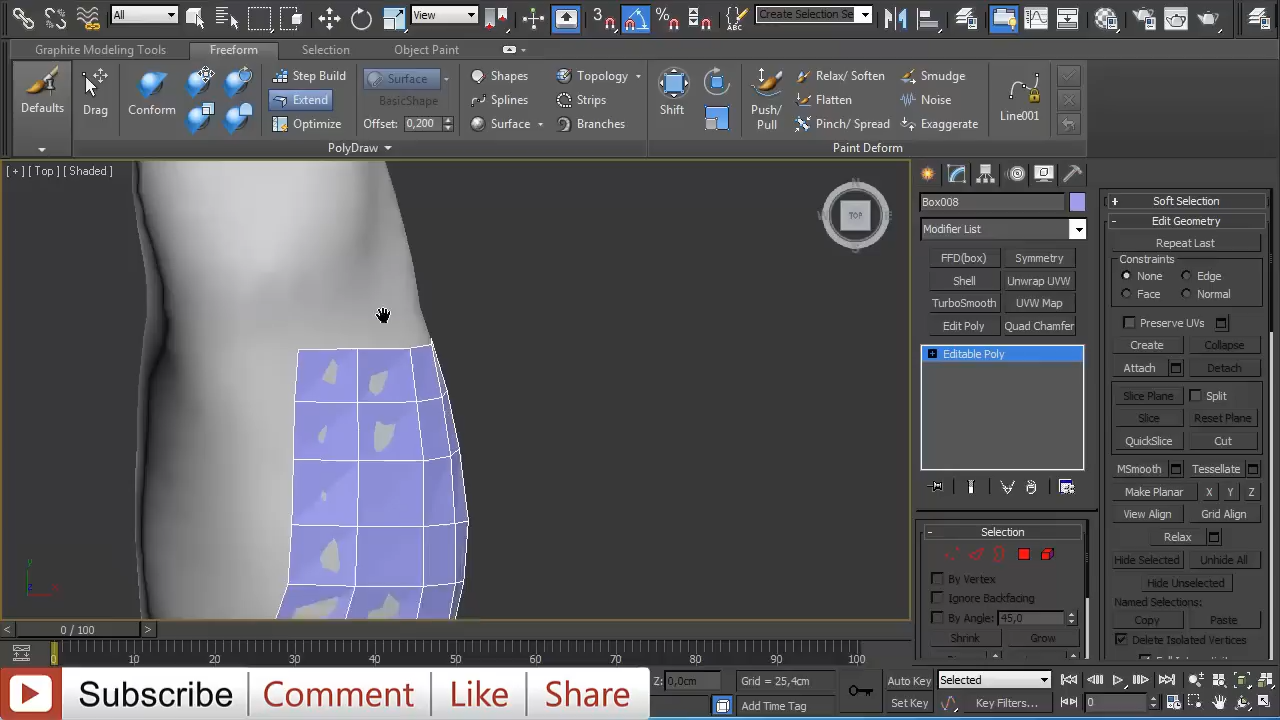 All
View
3
Create Selection Se
Graphite Modeling Tools
Freeform
Selection
Object Paint
Defaults
Drag
Conform
Step Build
Extend
Optimize
Surface
BasicShape
Offset: 0,200
Shapes
Splines
Surface
Topology
Strips
Branches
Shift
Push/
Pull
Relax/ Soften
Flatten
Pinch/ Spread
Smudge
Noise
Exaggerate
Line001
PolyDraw
Paint Deform
[ + ] [ Top ] [ Shaded ]
TOP
Box008
Modifier List
FFD(box)
Symmetry
Shell
Unwrap UVW
TurboSmooth
UVW Map
Edit Poly
Quad Chamfer
Editable Poly
Selection
By Vertex
Ignore Backfacing
By Angle: 45,0
Shrink
Grow
+ Soft Selection
- Edit Geometry
Repeat Last
Constraints
None
Edge
Face
Normal
Preserve UVs
Create
Collapse
Attach
Detach
Slice Plane
Split
Slice
Reset Plane
QuickSlice
Cut
MSmooth
Tessellate
Make Planar
X
Y
Z
View Align
Grid Align
Relax
Hide Selected
Unhide All
Hide Unselected
Named Selections:
Copy
Paste
Delete Isolated Vertices
y
x
z
< 0 / 100 >
0 10 20 30 40 50 60 70 80 90 100
Subscribe
Comment
Like
Share
Z: 0,0cm
Grid = 25,4cm
Add Time Tag
Auto Key
Selected
Set Key
Key Filters...
0